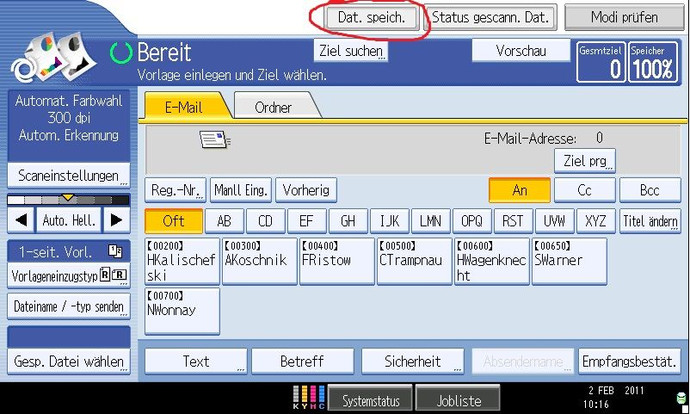 Dat. speich.
Status gescann. Dat.
Modi prüfen
Bereit
Ziel suchen
Vorschau
Gesmtziel
0
Speicher
100%
Vorlage einlegen und Ziel wählen.
Automat. Farbwahl
300 dpi
Autom. Erkennung
Scaneinstellungen
Auto. Hell.
1-seit. Vorl.
Vorlageneinzugstyp
Dateiname / -typ senden
Gesp. Datei wählen
E-Mail
Ordner
E-Mail-Adresse: 0
Ziel prg.
Reg.-Nr.
Manll Eing.
Vorherig
An
Cc
Bcc
Oft
AB
CD
EF
GH
IJK
LMN
OPQ
RST
UVW
XYZ
Titel ändern
[00200]
HKalischef
ski
[00300]
AKoschnik
[00400]
FRistow
[00500]
CTrampnau
[00600]
HWagenknec
ht
[00650]
SWarner
[00700]
NWonnay
Text
Betreff
Sicherheit
Absendername
Empfangsbestät.
K Y M C
Systemstatus
Jobliste
2 FEB 2011
10:16